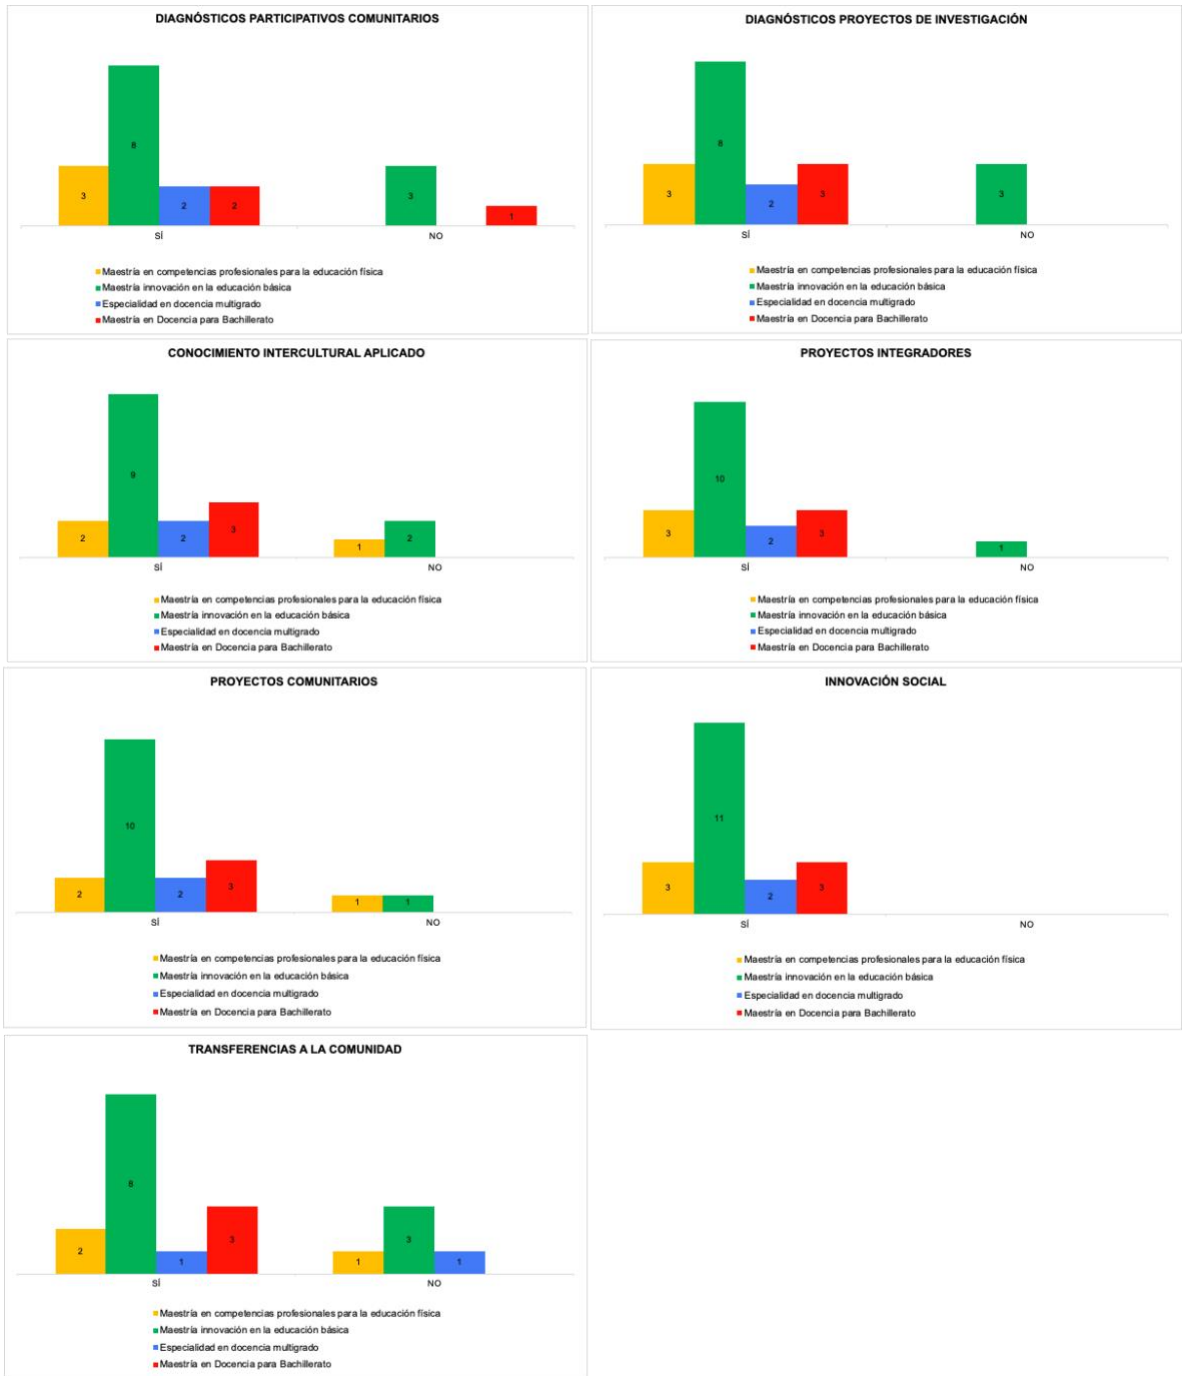 DIAGNÓSTICOS PARTICIPATIVOS COMUNITARIOS
8
3
2
2
3
1
SÍ
NO
Maestría en competencias profesionales para la educación física
Maestría innovación en la educación básica
Especialidad en docencia multigrado
Maestría en Docencia para Bachillerato
DIAGNÓSTICOS PROYECTOS DE INVESTIGACIÓN
3
8
2
3
3
SÍ
NO
Maestría en competencias profesionales para la educación física
Maestría innovación en la educación básica
Especialidad en docencia multigrado
Maestría en Docencia para Bachillerato
CONOCIMIENTO INTERCULTURAL APLICADO
2
9
2
3
1
2
SÍ
NO
Maestría en competencias profesionales para la educación física
Maestría innovación en la educación básica
Especialidad en docencia multigrado
Maestría en Docencia para Bachillerato
PROYECTOS INTEGRADORES
3
10
2
3
1
SÍ
NO
Maestría en competencias profesionales para la educación física
Maestría innovación en la educación básica
Especialidad en docencia multigrado
Maestría en Docencia para Bachillerato
PROYECTOS COMUNITARIOS
2
10
2
3
1
1
SÍ
NO
Maestría en competencias profesionales para la educación física
Maestría innovación en la educación básica
Especialidad en docencia multigrado
Maestría en Docencia para Bachillerato
INNOVACIÓN SOCIAL
3
11
2
3
SÍ
NO
Maestría en competencias profesionales para la educación física
Maestría innovación en la educación básica
Especialidad en docencia multigrado
Maestría en Docencia para Bachillerato
TRANSFERENCIAS A LA COMUNIDAD
2
8
1
3
1
3
1
SÍ
NO
Maestría en competencias profesionales para la educación física
Maestría innovación en la educación básica
Especialidad en docencia multigrado
Maestría en Docencia para Bachillerato